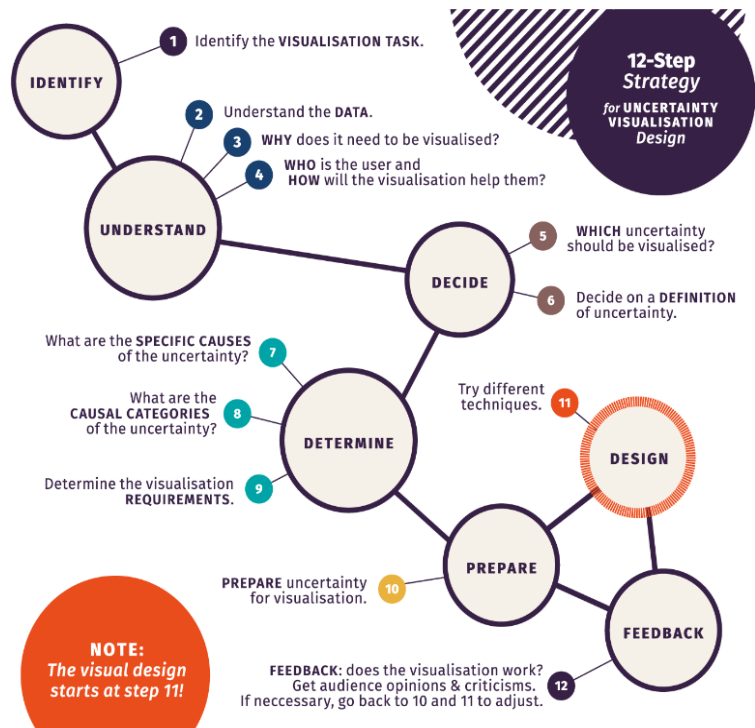 12-Step
Strategy
for UNCERTAINTY
VISUALISATION
Design
IDENTIFY
1 Identify the VISUALISATION TASK.
UNDERSTAND
2 Understand the DATA.
3 WHY does it need to be visualised?
4 WHO is the user and
HOW will the visualisation help them?
DECIDE
5 WHICH uncertainty
should be visualised?
6 Decide on a DEFINITION
of uncertainty.
DETERMINE
What are the SPECIFIC CAUSES
of the uncertainty? 7
What are the
CAUSAL CATEGORIES
of the uncertainty? 8
Determine the visualisation
REQUIREMENTS. 9
PREPARE
PREPARE uncertainty
for visualisation. 10
DESIGN
Try different
techniques. 11
FEEDBACK
FEEDBACK: does the visualisation work?
Get audience opinions & criticisms.
If neccessary, go back to 10 and 11 to adjust. 12
NOTE:
The visual design
starts at step 11!